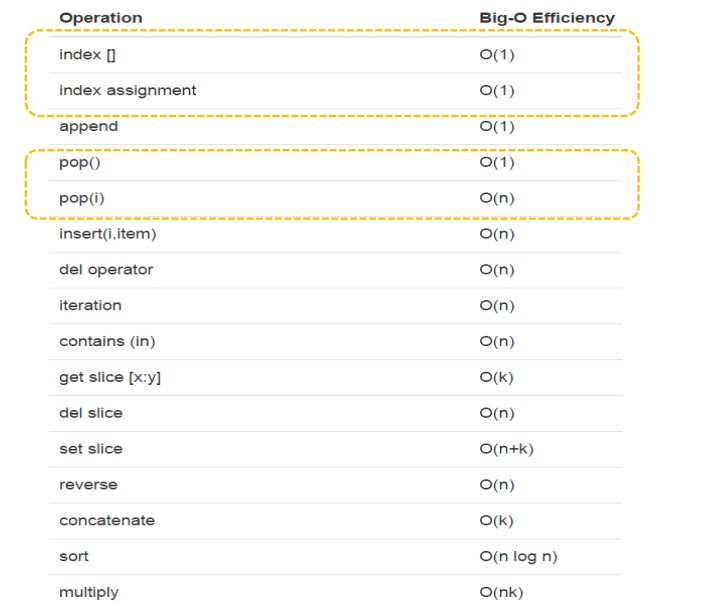 Operation Big-O Efficiency
index [] O(1)
index assignment O(1)
append O(1)
pop() O(1)
pop(i) O(n)
insert(i,item) O(n)
del operator O(n)
iteration O(n)
contains (in) O(n)
get slice [x:y] O(k)
del slice O(n)
set slice O(n+k)
reverse O(n)
concatenate O(k)
sort O(n log n)
multiply O(nk)